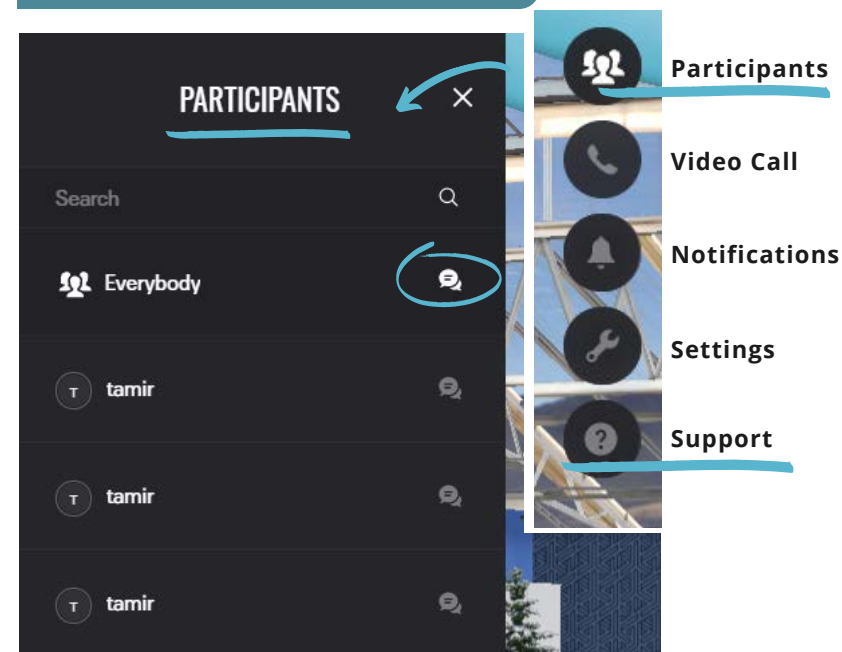 PARTICIPANTS
Search
Everybody
T tamir
T tamir
T tamir
Participants
Video Call
Notifications
Settings
Support